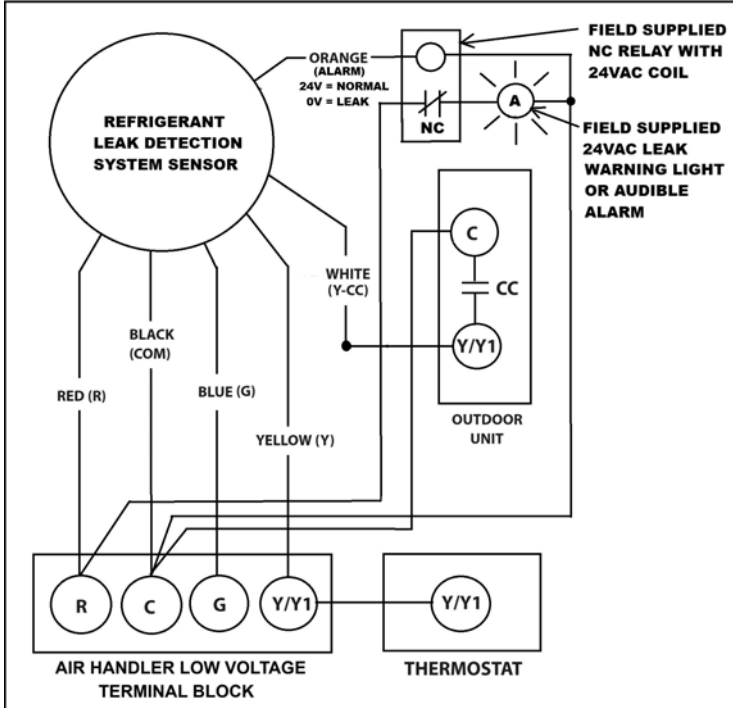 ORANGE
(ALARM)
24V = NORMAL
0V = LEAK
FIELD SUPPLIED
NC RELAY WITH
24VAC COIL
REFRIGERANT
LEAK DETECTION
SYSTEM SENSOR
NC
A
FIELD SUPPLIED
24VAC LEAK
WARNING LIGHT
OR AUDIBLE
ALARM
C
CC
Y/Y1
OUTDOOR
UNIT
WHITE
(Y-CC)
RED (R)
BLACK
(COM)
BLUE (G)
YELLOW (Y)
R
C
G
Y/Y1
Y/Y1
AIR HANDLER LOW VOLTAGE
TERMINAL BLOCK
THERMOSTAT